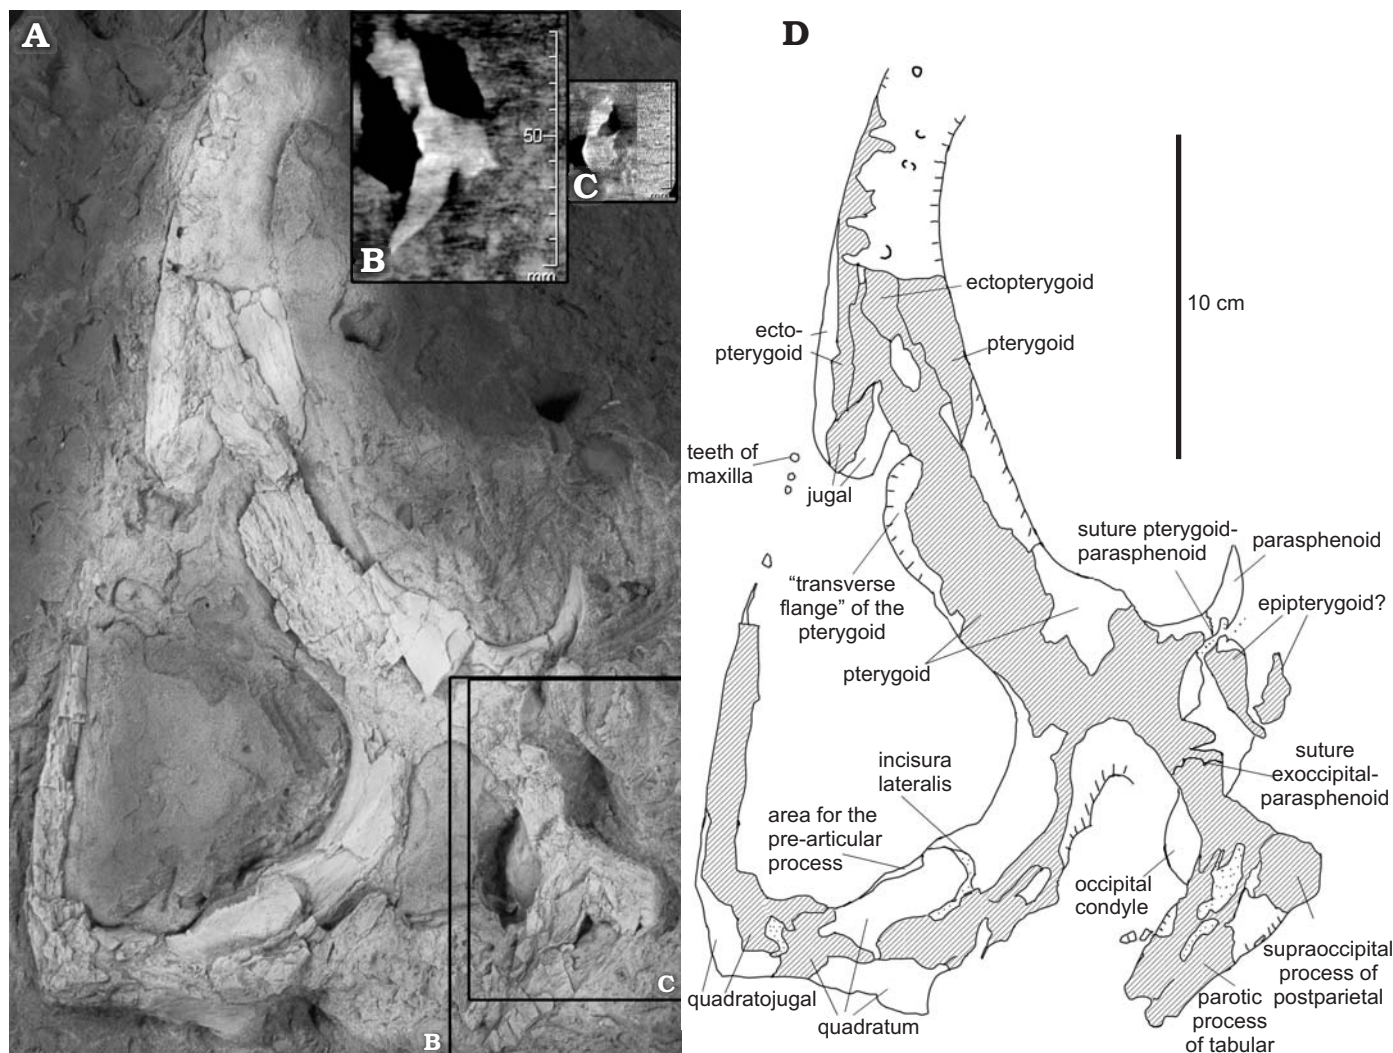 A
B
50
mm
C
mm
C
B
D
10 cm
ectopterygoid
ecto-
pterygoid
pterygoid
teeth of
maxilla
jugal
suture pterygoid-
parasphenoid
parasphenoid
"transverse
flange" of the
pterygoid
epipterygoid?
pterygoid
incisura
lateralis
suture
exoccipital-
parasphenoid
area for the
pre-articular
process
occipital
condyle
supraoccipital
process of
postparietal
quadratojugal
quadratum
parotic
process
of tabular